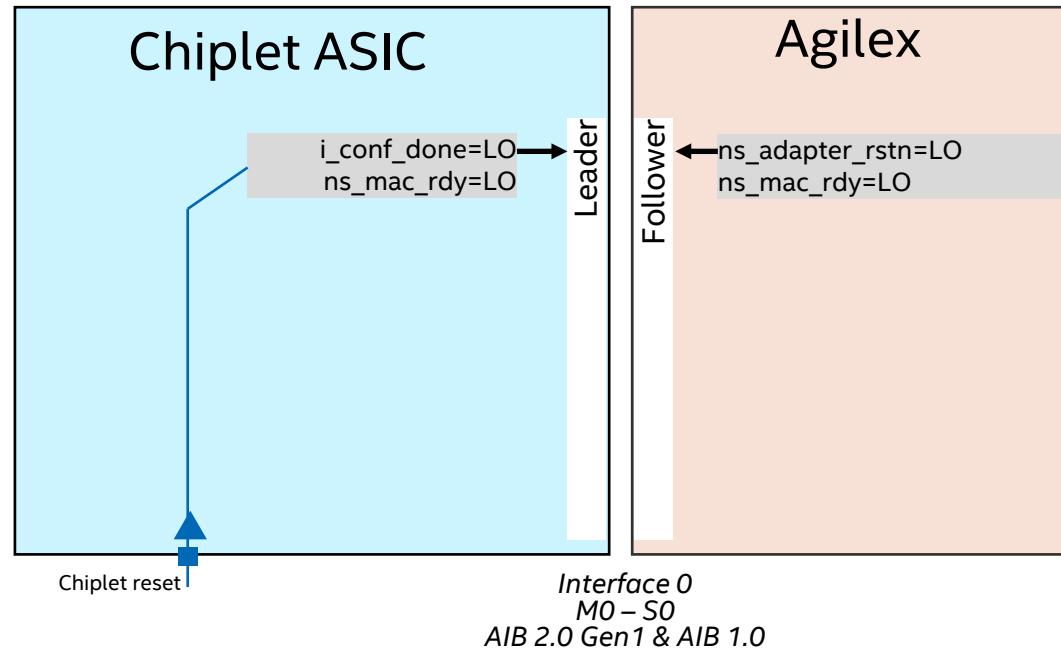 Chiplet ASIC
Agilex
i_conf_done=LO
ns_mac_rdy=LO
Leader
Follower
ns_adapter_rstn=LO
ns_mac_rdy=LO
Chiplet reset
Interface 0
M0 – S0
AIB 2.0 Gen1 & AIB 1.0